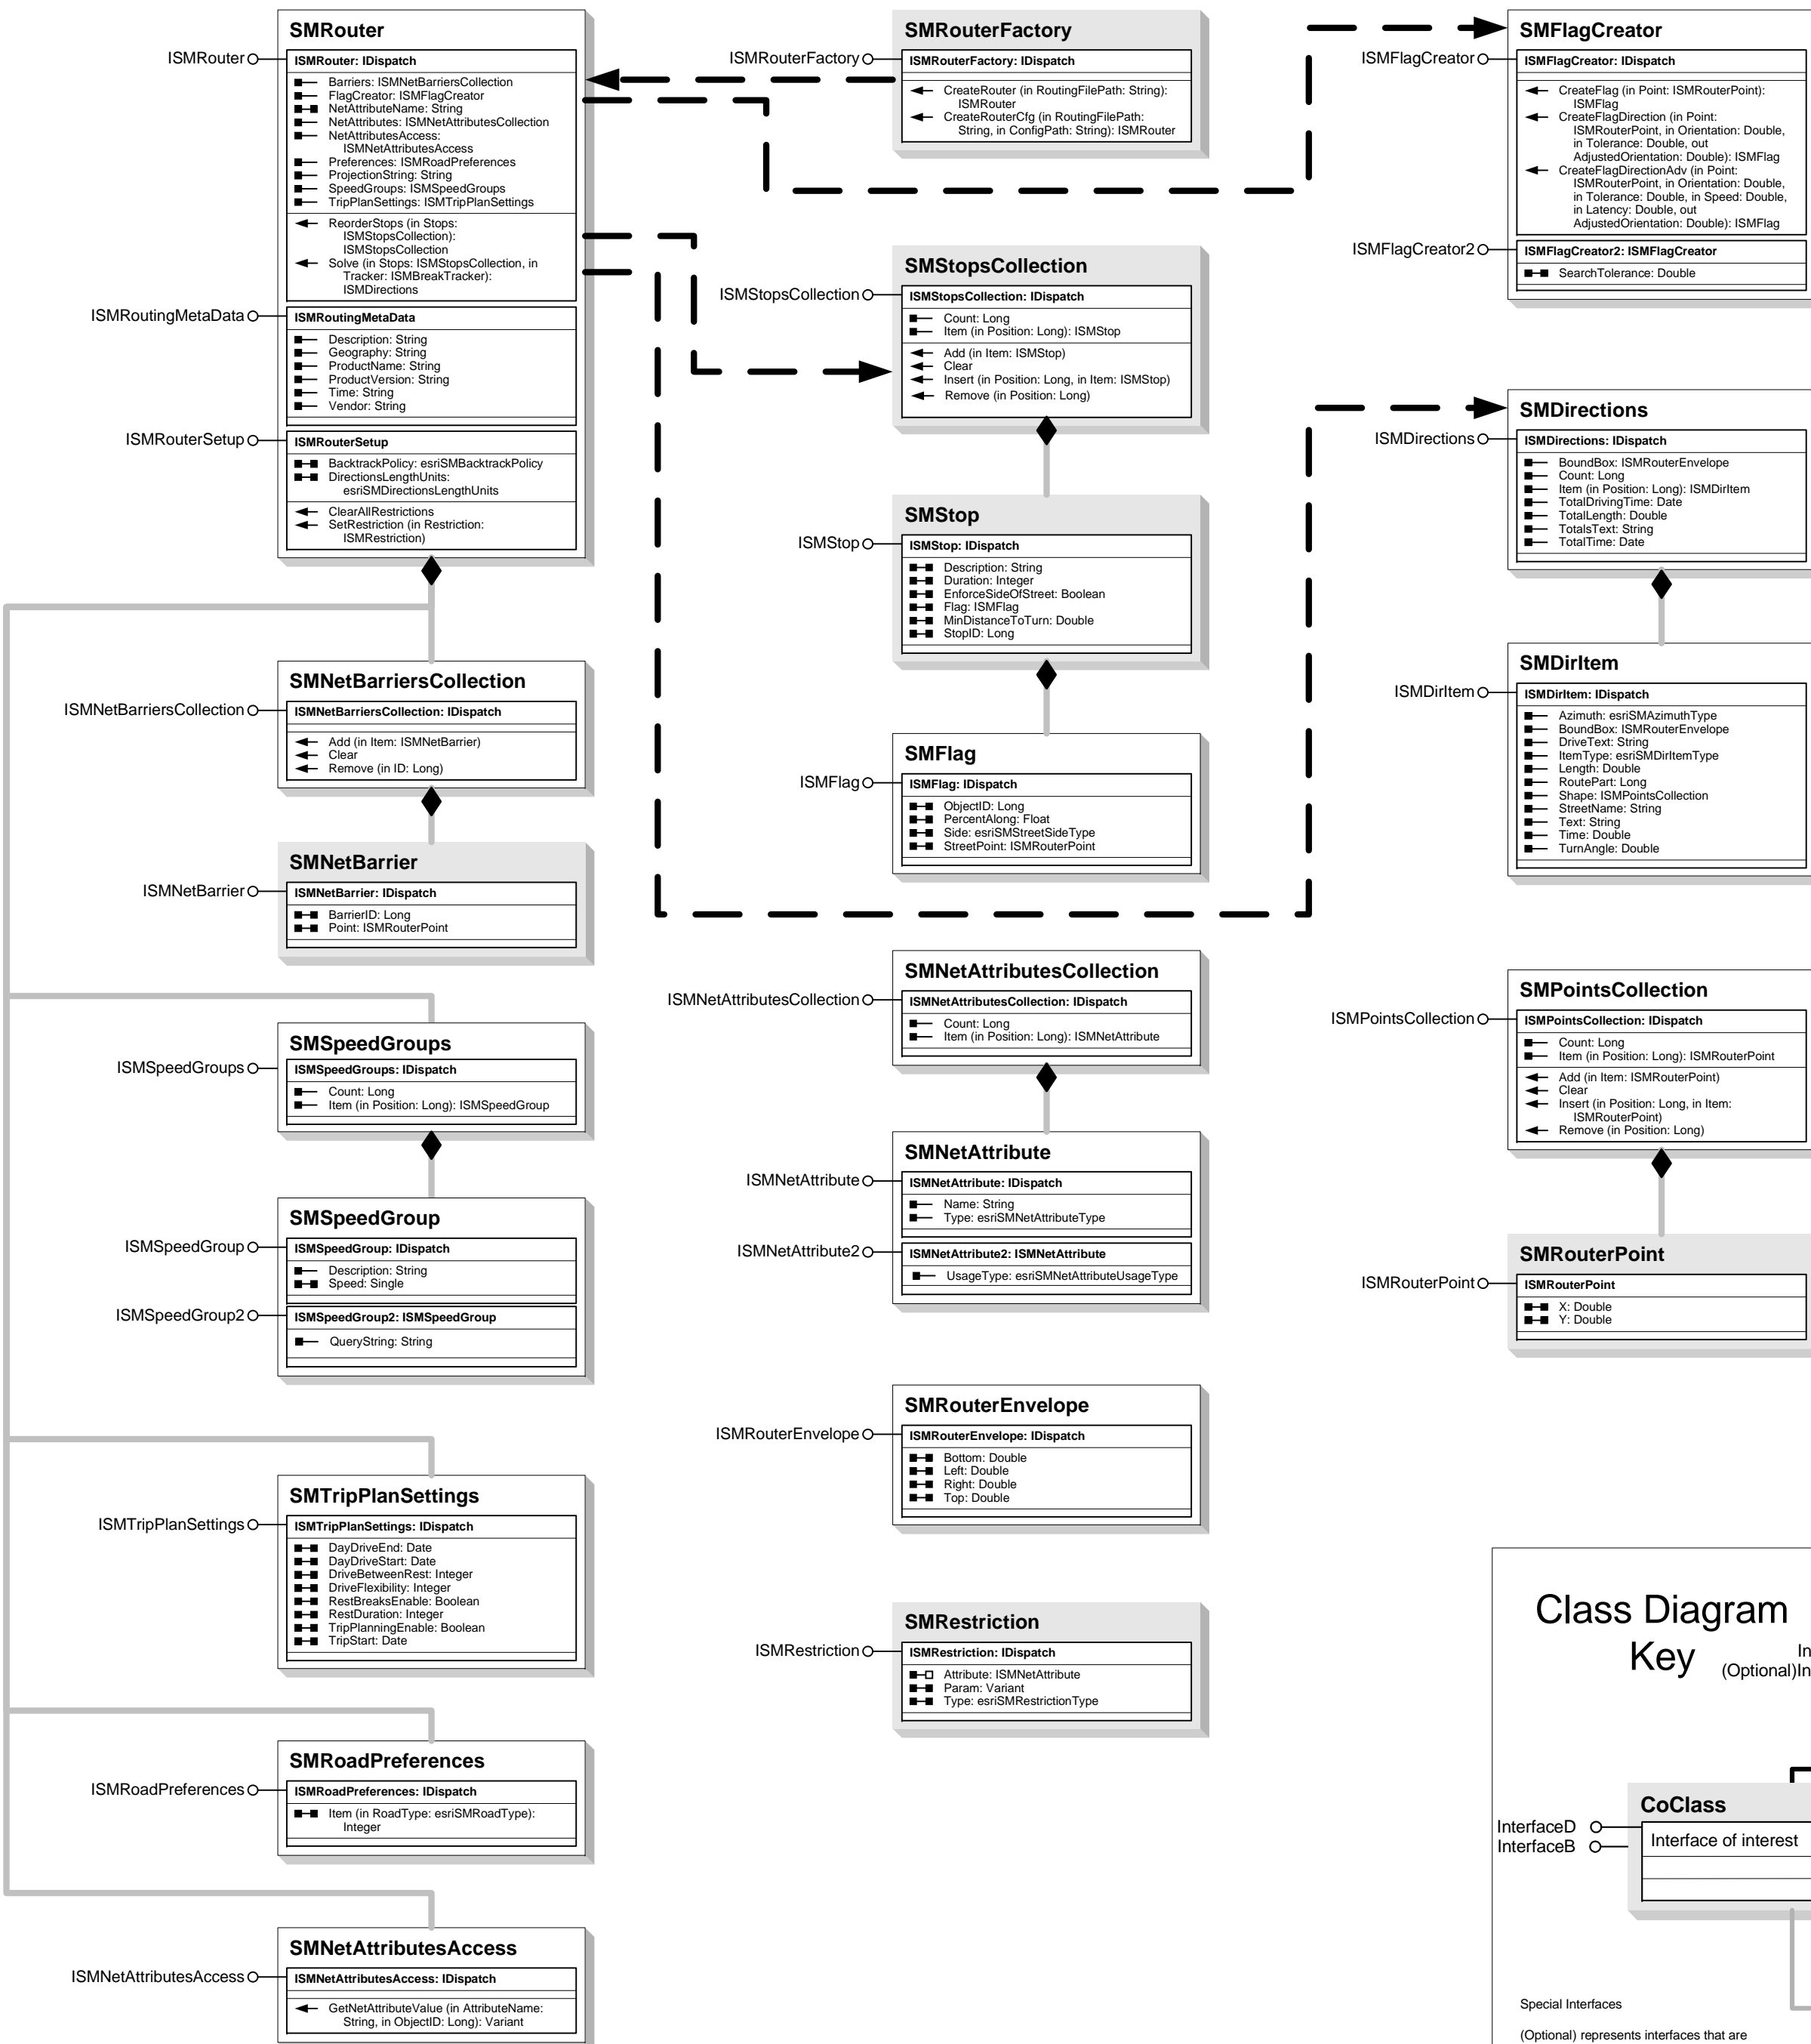 SMRouter
ISMRouter
ISMRouter: IDispatch
Barriers: ISMNetBarriersCollection
FlagCreator: ISMFlagCreator
NetAttributeName: String
NetAttributes: ISMNetAttributesCollection
NetAttributesAccess:
ISMNetAttributesAccess
Preferences: ISMRoadPreferences
ProjectionString: String
SpeedGroups: ISMSpeedGroups
TripPlanSettings: ISMTripPlanSettings
ReorderStops (in Stops:
ISMStopsCollection):
ISMStopsCollection
Solve (in Stops: ISMStopsCollection, in
Tracker: ISMBreakTracker):
ISMDirections
ISMRoutingMetaData
ISMRoutingMetaData
Description: String
Geography: String
ProductName: String
ProductVersion: String
Time: String
Vendor: String
ISMRouterSetup
ISMRouterSetup
BacktrackPolicy: esriSMBacktrackPolicy
DirectionsLengthUnits:
esriSMDirectionsLengthUnits
ClearAllRestrictions
SetRestriction (in Restriction:
ISMRestriction)
SMNetBarriersCollection
ISMNetBarriersCollection
ISMNetBarriersCollection: IDispatch
Add (in Item: ISMNetBarrier)
Clear
Remove (in ID: Long)
SMNetBarrier
ISMNetBarrier
ISMNetBarrier: IDispatch
BarrierID: Long
Point: ISMRouterPoint
SMSpeedGroups
ISMSpeedGroups
ISMSpeedGroups: IDispatch
Count: Long
Item (in Position: Long): ISMSpeedGroup
SMSpeedGroup
ISMSpeedGroup
ISMSpeedGroup: IDispatch
Description: String
Speed: Single
ISMSpeedGroup2
ISMSpeedGroup2: ISMSpeedGroup
QueryString: String
SMTripPlanSettings
ISMTripPlanSettings
ISMTripPlanSettings: IDispatch
DayDriveEnd: Date
DayDriveStart: Date
DriveBetweenRest: Integer
DriveFlexibility: Integer
RestBreaksEnable: Boolean
RestDuration: Integer
TripPlanningEnable: Boolean
TripStart: Date
SMRoadPreferences
ISMRoadPreferences
ISMRoadPreferences: IDispatch
Item (in RoadType: esriSMRoadType):
Integer
SMNetAttributesAccess
ISMNetAttributesAccess
ISMNetAttributesAccess: IDispatch
GetNetAttributeValue (in AttributeName:
String, in ObjectID: Long): Variant
SMRouterFactory
ISMRouterFactory
ISMRouterFactory: IDispatch
CreateRouter (in RoutingFilePath: String):
ISMRouter
CreateRouterCfg (in RoutingFilePath:
String, in ConfigPath: String): ISMRouter
SMStopsCollection
ISMStopsCollection
ISMStopsCollection: IDispatch
Count: Long
Item (in Position: Long): ISMStop
Add (in Item: ISMStop)
Clear
Insert (in Position: Long, in Item: ISMStop)
Remove (in Position: Long)
SMStop
ISMStop
ISMStop: IDispatch
Description: String
Duration: Integer
EnforceSideOfStreet: Boolean
Flag: ISMFlag
MinDistanceToTurn: Double
StopID: Long
SMFlag
ISMFlag
ISMFlag: IDispatch
ObjectID: Long
PercentAlong: Float
Side: esriSMStreetSideType
StreetPoint: ISMRouterPoint
SMNetAttributesCollection
ISMNetAttributesCollection
ISMNetAttributesCollection: IDispatch
Count: Long
Item (in Position: Long): ISMNetAttribute
SMNetAttribute
ISMNetAttribute
ISMNetAttribute: IDispatch
Name: String
Type: esriSMNetAttributeType
ISMNetAttribute2
ISMNetAttribute2: ISMNetAttribute
UsageType: esriSMNetAttributeUsageType
SMRouterEnvelope
ISMRouterEnvelope
ISMRouterEnvelope: IDispatch
Bottom: Double
Left: Double
Right: Double
Top: Double
SMRestriction
ISMRestriction
ISMRestriction: IDispatch
Attribute: ISMNetAttribute
Param: Variant
Type: esriSMRestrictionType
SMFlagCreator
ISMFlagCreator
ISMFlagCreator: IDispatch
CreateFlag (in Point: ISMRouterPoint):
ISMFlag
CreateFlagDirection (in Point:
ISMRouterPoint, in Orientation: Double,
in Tolerance: Double, out
AdjustedOrientation: Double): ISMFlag
CreateFlagDirectionAdv (in Point:
ISMRouterPoint, in Orientation: Double,
in Tolerance: Double, in Speed: Double,
in Latency: Double, out
AdjustedOrientation: Double): ISMFlag
ISMFlagCreator2
ISMFlagCreator2: ISMFlagCreator
SearchTolerance: Double
SMDirections
ISMDirections
ISMDirections: IDispatch
BoundBox: ISMRouterEnvelope
Count: Long
Item (in Position: Long): ISMDirItem
TotalDrivingTime: Date
TotalLength: Double
TotalsText: String
TotalTime: Date
SMDirItem
ISMDirItem
ISMDirItem: IDispatch
Azimuth: esriSMAzimuthType
BoundBox: ISMRouterEnvelope
DriveText: String
ItemType: esriSMDirItemType
Length: Double
RoutePart: Long
Shape: ISMPointsCollection
StreetName: String
Text: String
Time: Double
TurnAngle: Double
SMPointsCollection
ISMPointsCollection
ISMPointsCollection: IDispatch
Count: Long
Item (in Position: Long): ISMRouterPoint
Add (in Item: ISMRouterPoint)
Clear
Insert (in Position: Long, in Item:
ISMRouterPoint)
Remove (in Position: Long)
SMRouterPoint
ISMRouterPoint
ISMRouterPoint
X: Double
Y: Double
Class Diagram
Key
In
(Optional)In
CoClass
InterfaceD
InterfaceB
Interface of interest
Special Interfaces
(Optional) represents interfaces that are